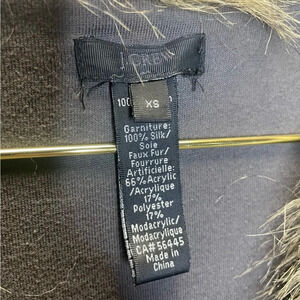 J.CREW
100
XS
Garniture:
100% Silk/
Soie
Faux Fur/
Fourrure
Artificielle:
66% Acrylic
/Acrylique
17%
Polyester
17%
Modacrylic/
Modacrylique
CA#56445
Made in
China